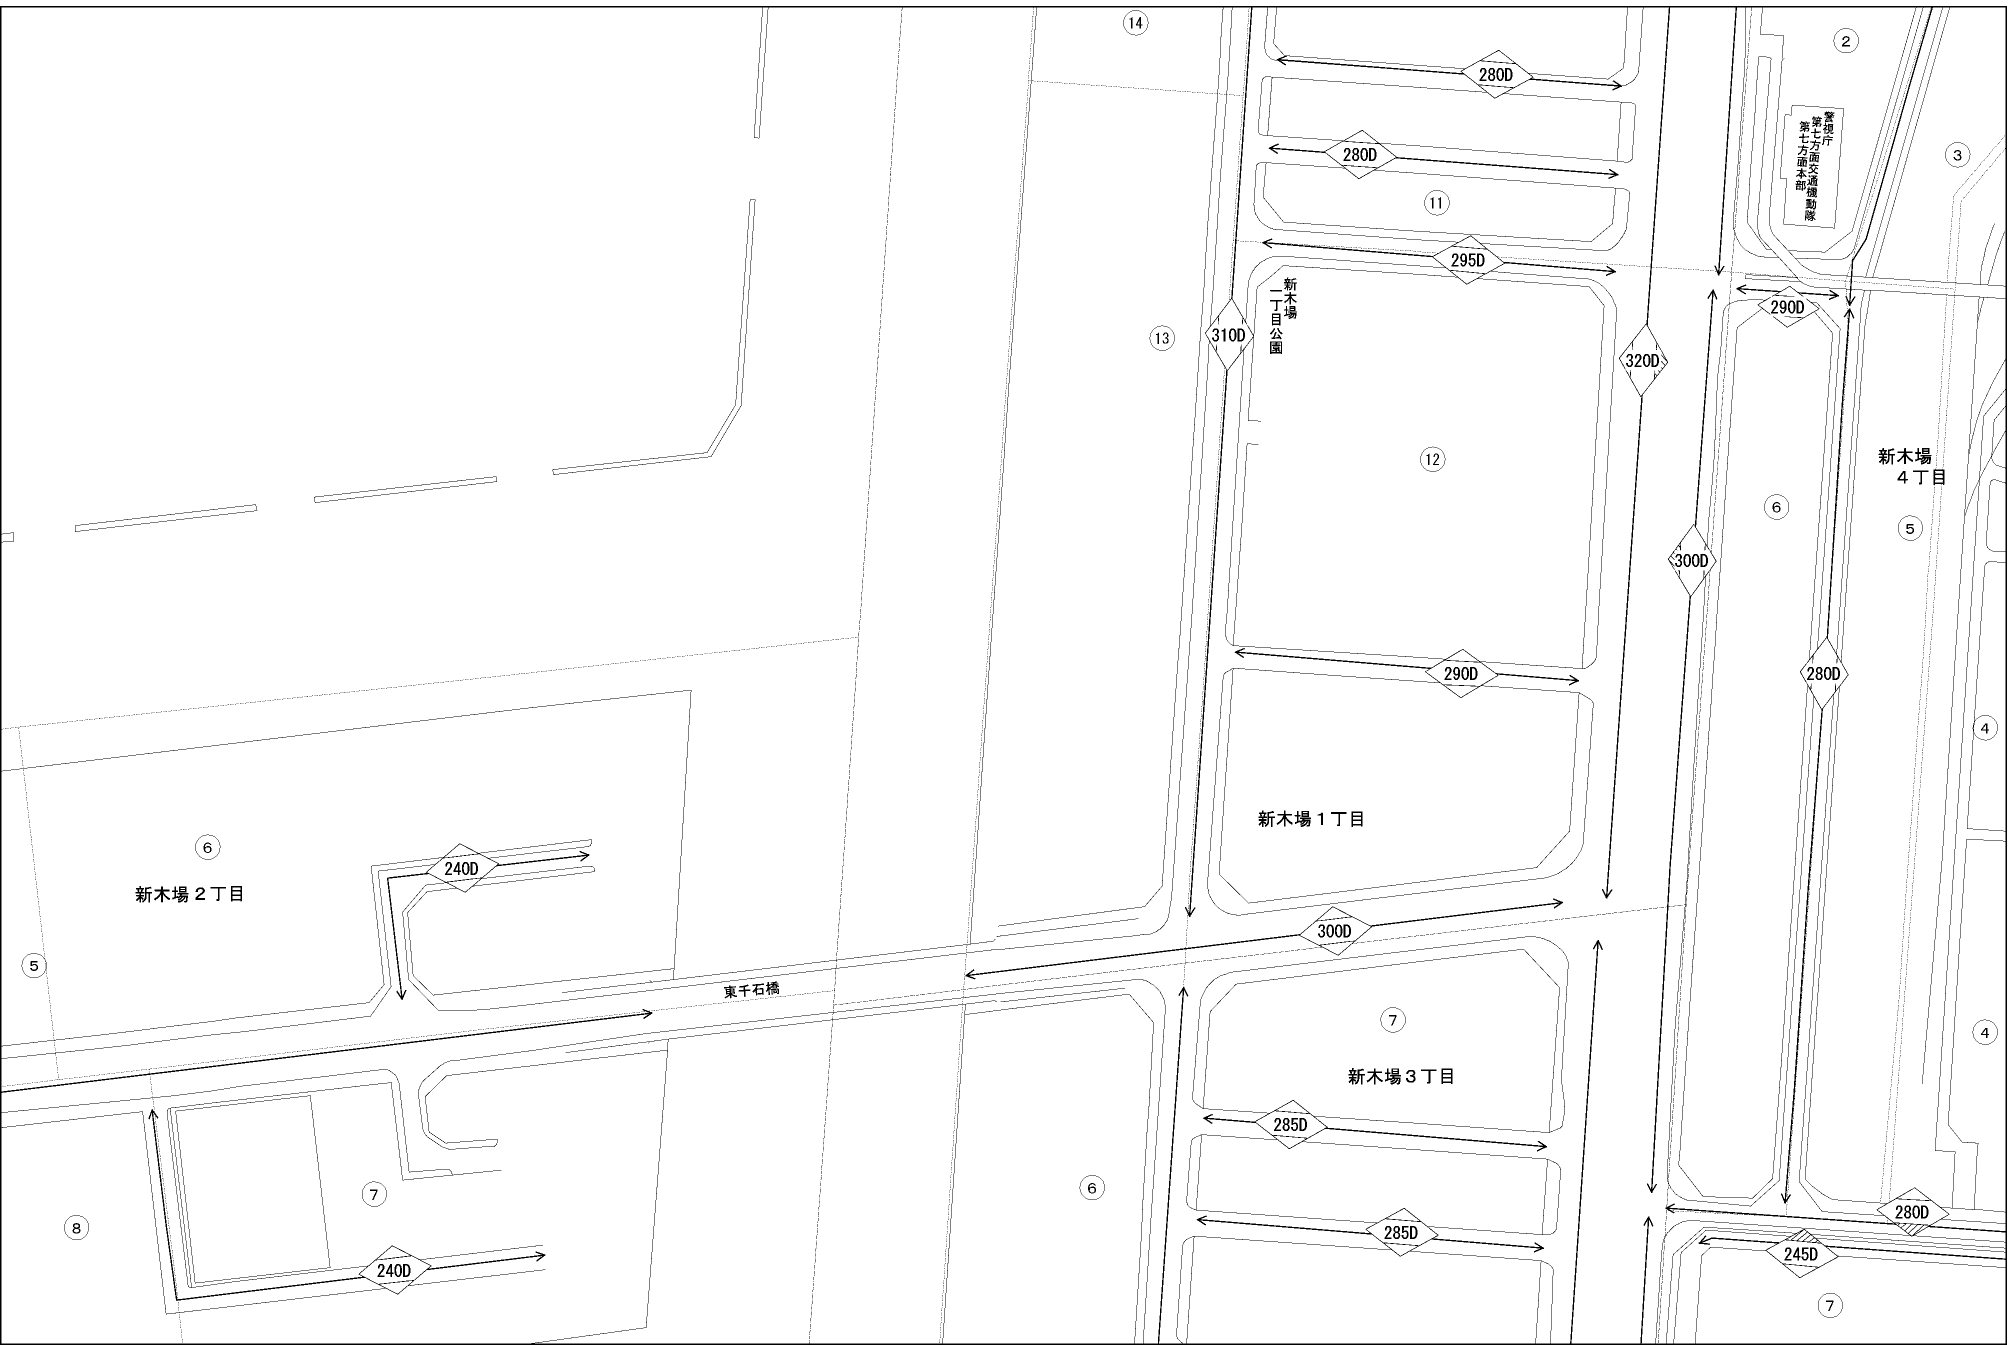 ⑭
②
280D
警視庁
第七方面交通機動隊
第七方面本部
280D
③
⑪
295D
新木場
一丁目公園
290D
310D
⑬
320D
⑫
新木場
4丁目
⑥
⑤
300D
290D
280D
④
新木場1丁目
⑥
240D
新木場2丁目
300D
⑤
東千石橋
⑦
④
新木場3丁目
285D
⑦
⑥
⑧
280D
285D
245D
240D
⑦